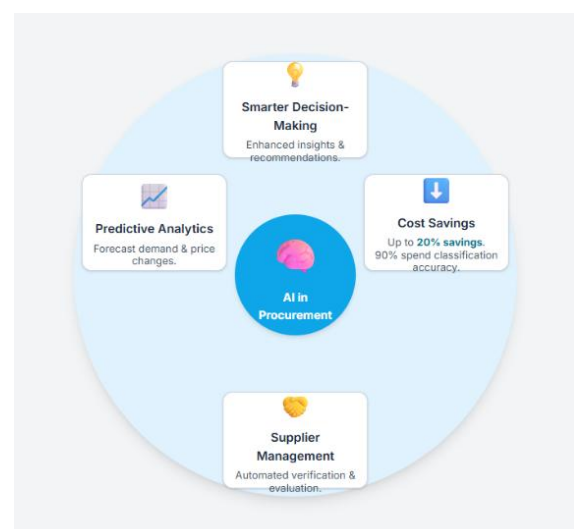 Smarter Decision-
Making
Enhanced insights &
recommendations.
Predictive Analytics
Forecast demand & price
changes.
Cost Savings
Up to 20% savings.
90% spend classification
accuracy.
AI in
Procurement
Supplier
Management
Automated verification &
evaluation.